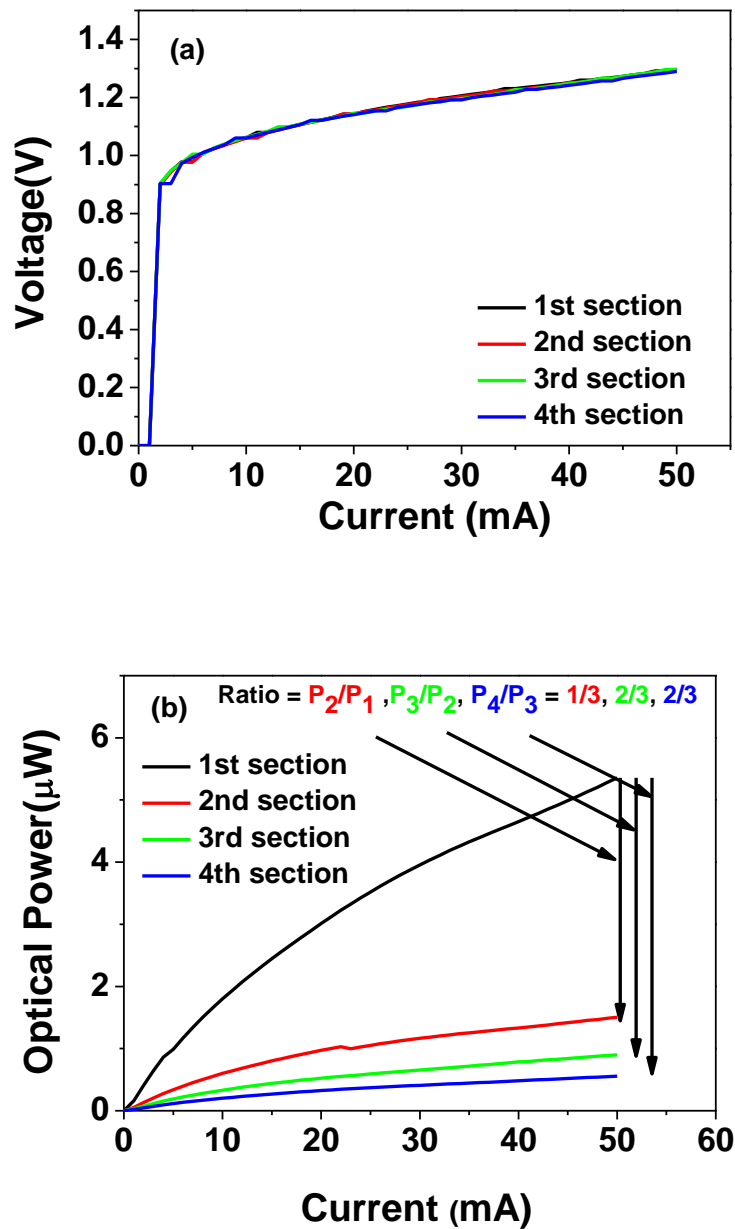 (a)
1.4
1.2
1.0
0.8
0.6
0.4
0.2
0.0
Voltage(V)
1st section
2nd section
3rd section
4th section
0 10 20 30 40 50
Current (mA)
(b)
Ratio = P2/P1 ,P3/P2, P4/P3 = 1/3, 2/3, 2/3
6
4
2
0
Optical Power(μW)
1st section
2nd section
3rd section
4th section
0 10 20 30 40 50 60
Current (mA)